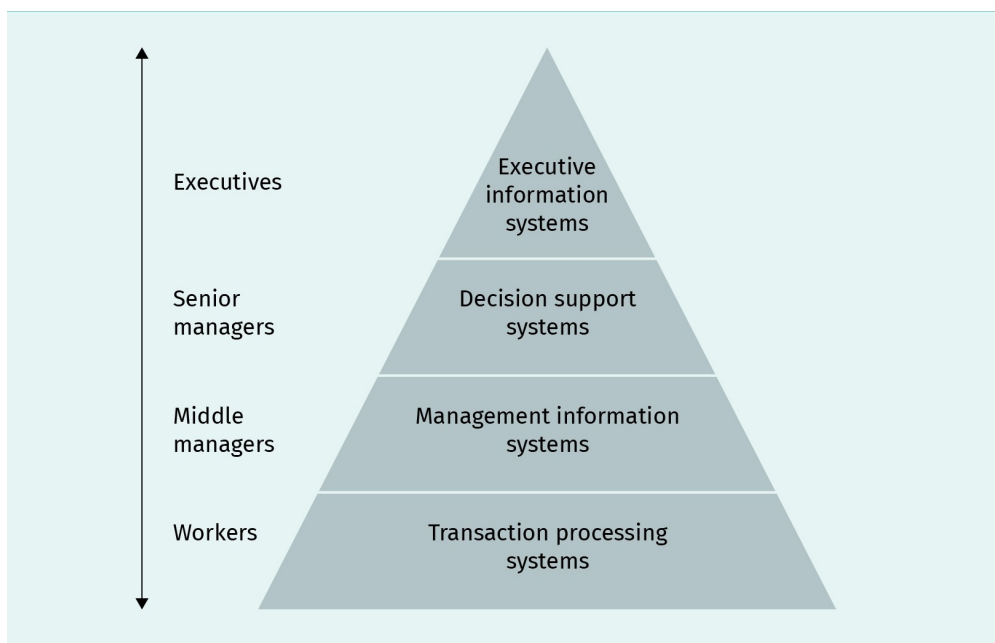 Executives
Executive
information
systems
Senior
managers
Decision support
systems
Middle
managers
Management information
systems
Workers
Transaction processing
systems